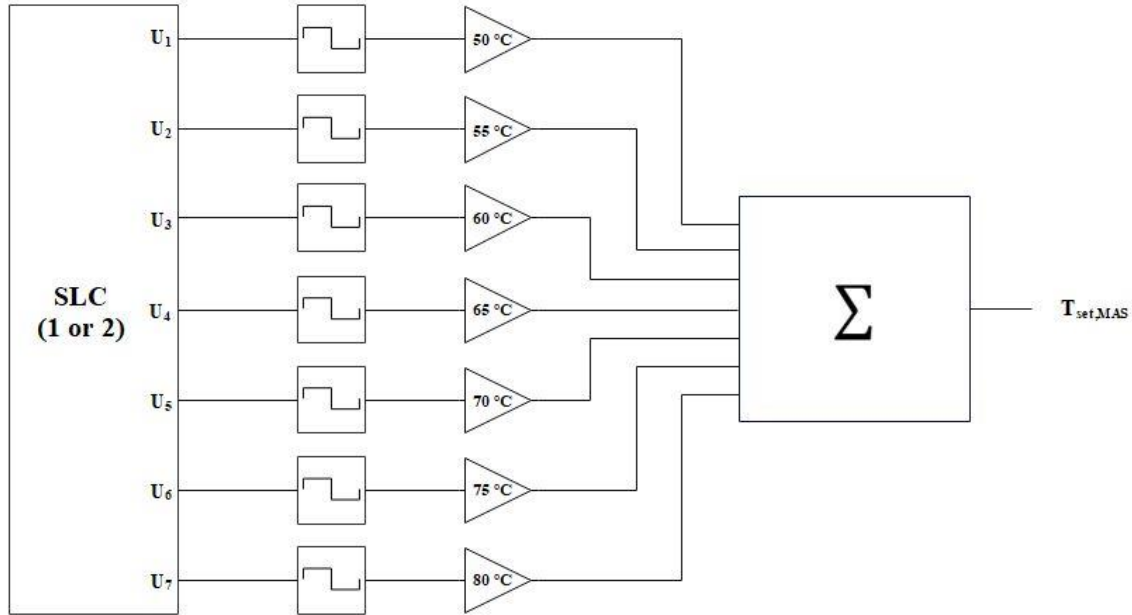 U1
50 °C
U2
55 °C
U3
60 °C
SLC
(1 or 2)
U4
65 °C
Σ
Tset,MAS
U5
70 °C
U6
75 °C
U7
80 °C